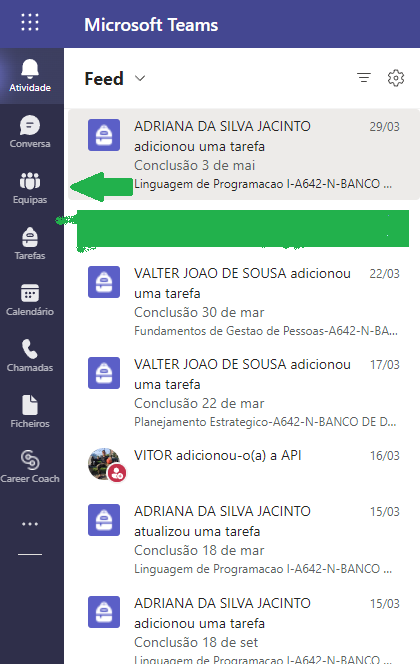 Microsoft Teams
Feed
Atividade
Conversa
Equipas
Tarefas
Calendário
Chamadas
Ficheiros
Career Coach
ADRIANA DA SILVA JACINTO 29/03
adicionou uma tarefa
Conclusão 3 de mai
Linguagem de Programacao I-A642-N-BANCO ...
VALTER JOAO DE SOUSA adicionou 22/03
uma tarefa
Conclusão 30 de mar
Fundamentos de Gestao de Pessoas-A642-N-BA...
VALTER JOAO DE SOUSA adicionou 17/03
uma tarefa
Conclusão 22 de mar
Planejamento Estrategico-A642-N-BANCO DE D...
VITOR adicionou-o(a) a API 16/03
ADRIANA DA SILVA JACINTO 15/03
atualizou uma tarefa
Conclusão 18 de mar
Linguagem de Programacao I-A642-N-BANCO ...
ADRIANA DA SILVA JACINTO 15/03
adicionou uma tarefa
Conclusão 18 de set
Linguagem de Programacao I-A642-N-BANCO ...